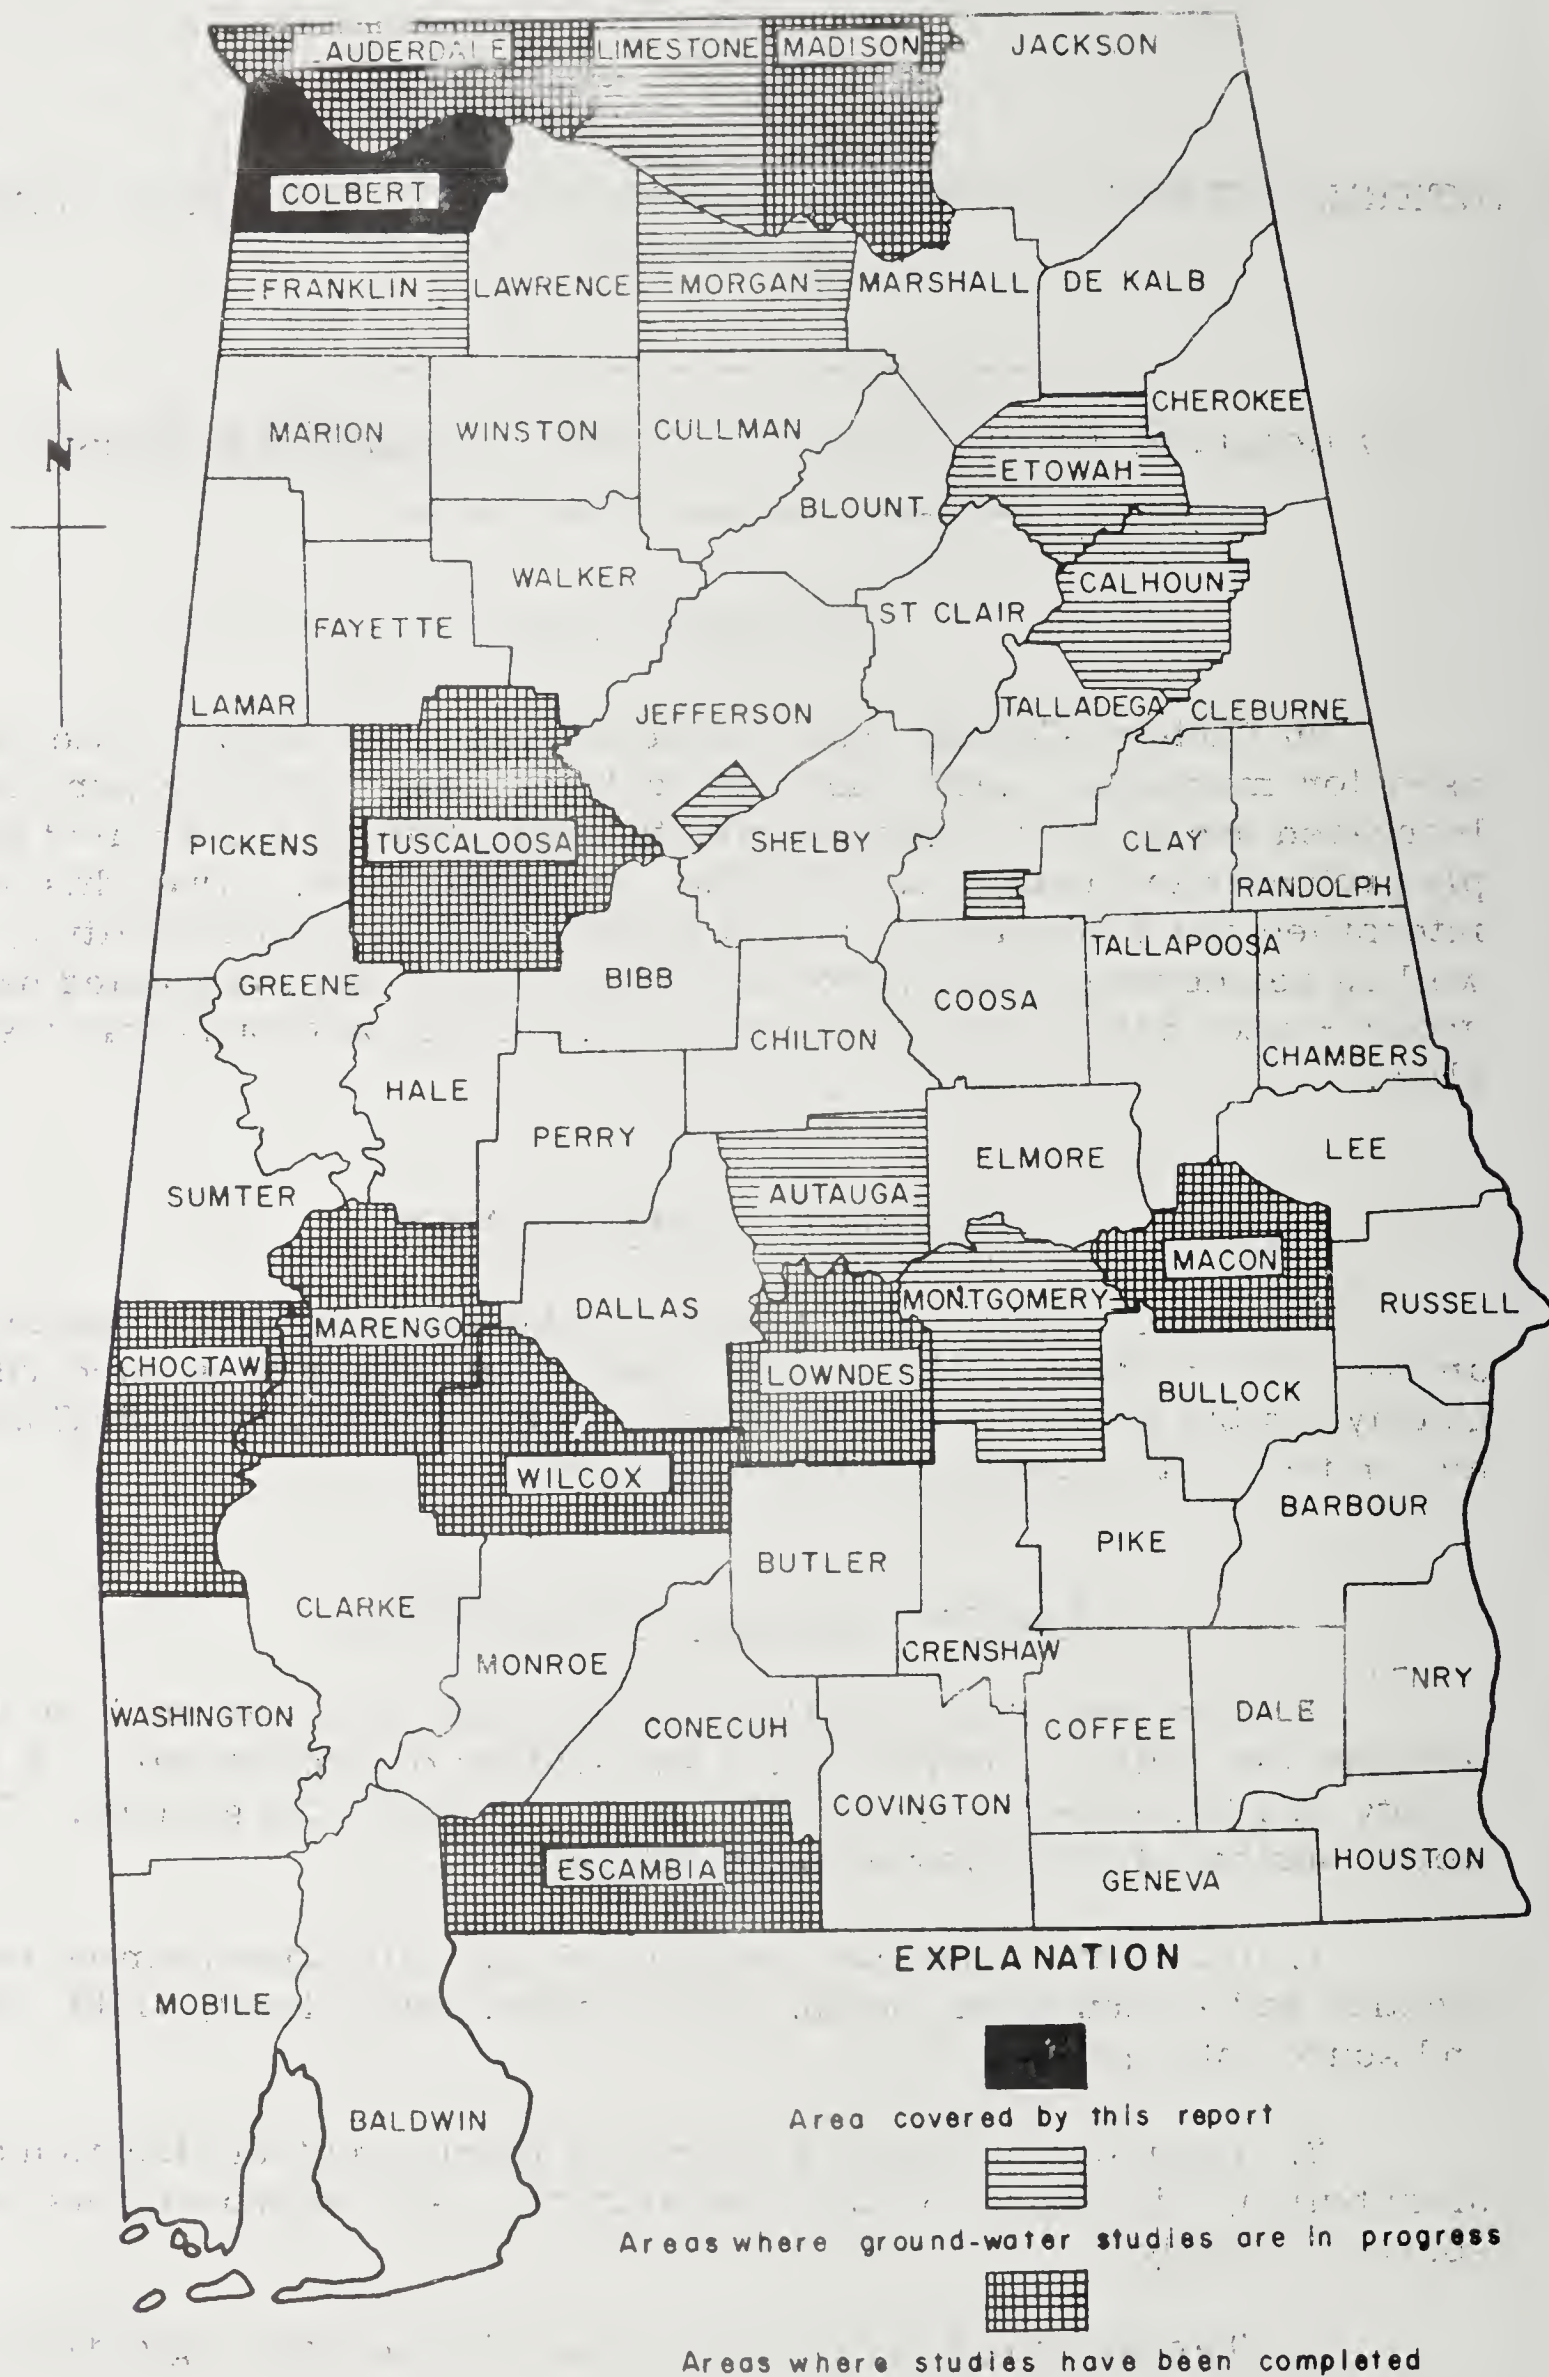 LAUDERDALE LIMESTONE MADISON JACKSON
COLBERT
FRANKLIN LAWRENCE MORGAN MARSHALL DE KALB
CHEROKEE
MARION WINSTON CULLMAN
ETOWAH
BLOUNT
N
WALKER CALHOUN
ST CLAIR
FAYETTE
LAMAR JEFFERSON TALLADEGA CLEBURNE
PICKENS TUSCALOOSA SHELBY CLAY
RANDOLPH
TALLAPOOSA
GREENE BIBB COOSA
CHILTON
CHAMBERS
HALE
PERRY ELMORE LEE
SUMTER AUTAUGA
MACON
MARENGO DALLAS MONTGOMERY RUSSELL
CHOCTAW LOWNDES BULLOCK
WILCOX
BARBOUR
PIKE
BUTLER
CLARKE
MONROE CRENSHAW
NRY
WASHINGTON CONECUH COFFEE DALE
COVINGTON
ESCAMBIA GENEVA HOUSTON
EXPLANATION
MOBILE
BALDWIN
Area covered by this report
Areas where ground-water studies are in progress
Areas where studies have been completed